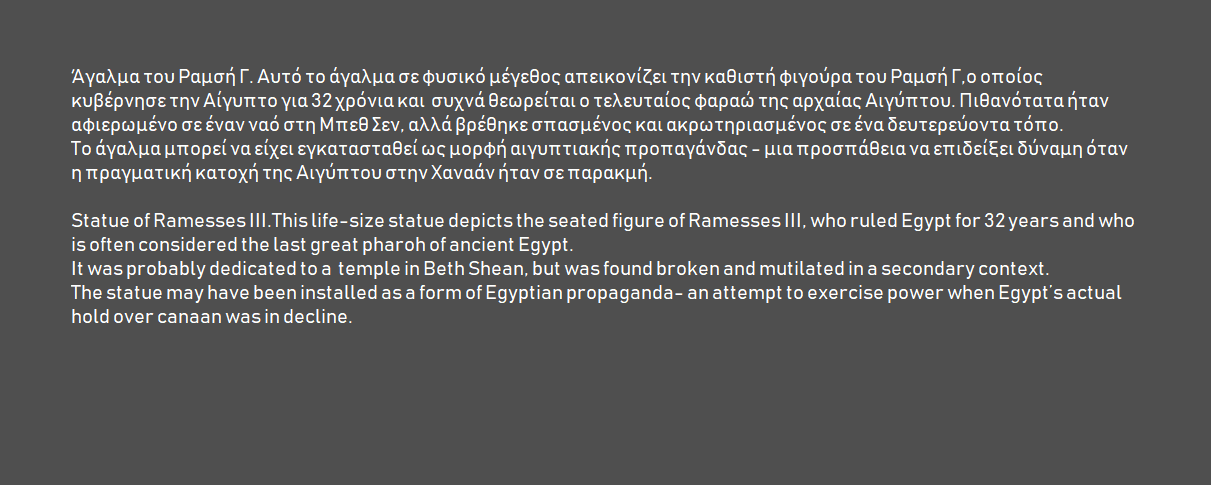 Άγαλμα του Ραμσή Γ. Αυτό το άγαλμα σε φυσικό μέγεθος απεικονίζει την καθιστή φιγούρα του Ραμσή Γ,ο οποίος
κυβέρνησε την Αίγυπτο για 32 χρόνια και  συχνά θεωρείται ο τελευταίος φαραώ της αρχαίας Αιγύπτου. Πιθανότατα ήταν
αφιερωμένο σε έναν ναό στη Μπεθ Σεν, αλλά βρέθηκε σπασμένος και ακρωτηριασμένος σε ένα δευτερεύοντα τόπο.
Το άγαλμα μπορεί να είχει εγκατασταθεί ως μορφή αιγυπτιακής προπαγάνδας - μια προσπάθεια να επιδείξει δύναμη όταν
η πραγματική κατοχή της Αιγύπτου στην Χαναάν ήταν σε παρακμή.

Statue of Ramesses III.This life-size statue depicts the seated figure of Ramesses III, who ruled Egypt for 32 years and who
is often considered the last great pharoh of ancient Egypt.
It was probably dedicated to a  temple in Beth Shean, but was found broken and mutilated in a secondary context.
The statue may have been installed as a form of Egyptian propaganda- an attempt to exercise power when Egypt's actual
hold over canaan was in decline.